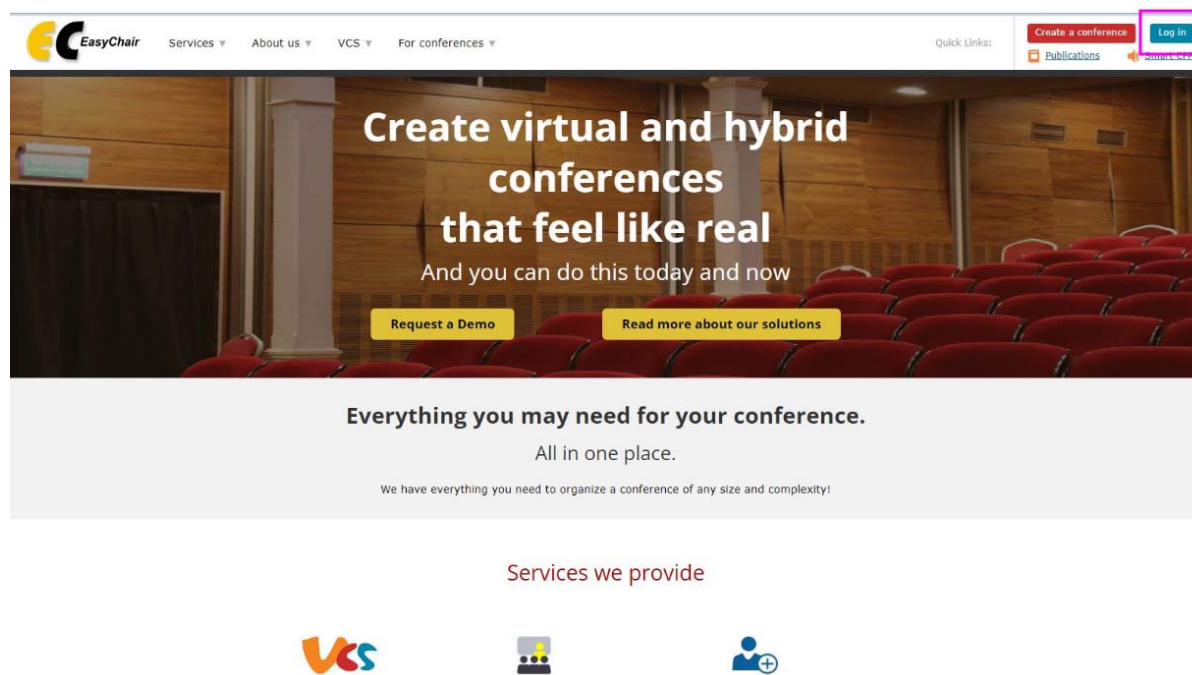 EC EasyChair
Services ▼ About us ▼ VCS ▼ For conferences ▼
Quick Links:
Create a conference
Log in
Publications
Smart CFP
Create virtual and hybrid
conferences
that feel like real
And you can do this today and now
Request a Demo
Read more about our solutions
Everything you may need for your conference.
All in one place.
We have everything you need to organize a conference of any size and complexity!
Services we provide
VCS